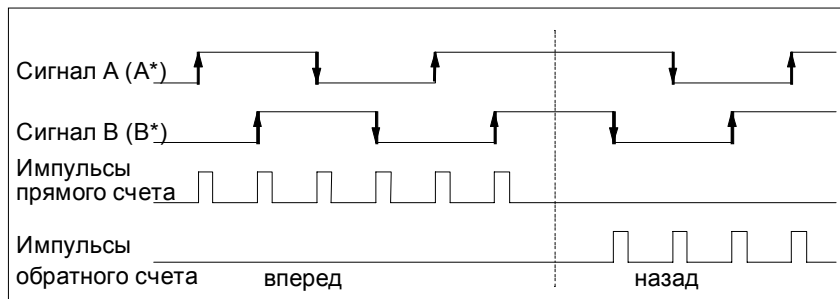 Сигнал A (A*)
Сигнал B (B*)
Импульсы
прямого счета
Импульсы
обратного счета
вперед
назад